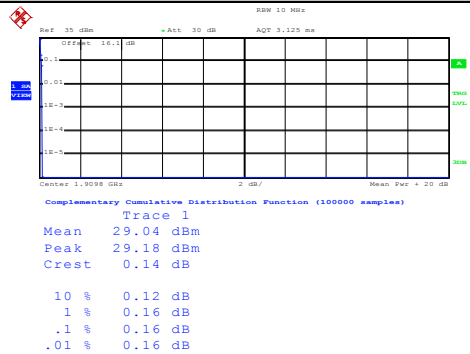 RBW 10 MHz
Ref 35 dBm * Att 30 dB AQT 3.125 ms
Offset 16.1 dB
0.1
A
0.01
1 SA
VIEW
TRG
LVL
1E-3
1E-4
1E-5
3DB
Center 1.9098 GHz 2 dB/ Mean Pwr + 20 dB
Complementary Cumulative Distribution Function (100000 samples)
Trace 1
Mean 29.04 dBm
Peak 29.18 dBm
Crest 0.14 dB
10 % 0.12 dB
1 % 0.16 dB
.1 % 0.16 dB
.01 % 0.16 dB